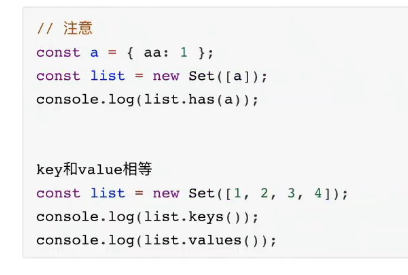 // 注意
const a = { aa: 1 };
const list = new Set([a]);
console.log(list.has(a));
key和value相等
const list = new Set([1, 2, 3, 4]);
console.log(list.keys());
console.log(list.values());